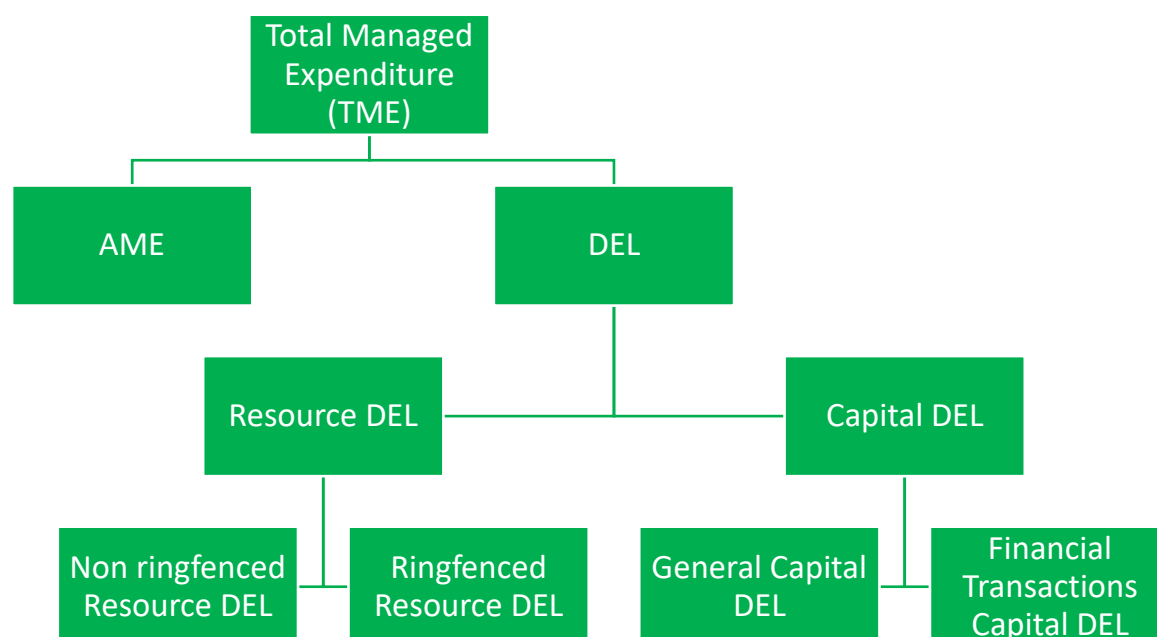 Total Managed
Expenditure
(TME)
AME
DEL
Resource DEL
Capital DEL
Non ringfenced
Resource DEL
Ringfenced
Resource DEL
General Capital
DEL
Financial
Transactions
Capital DEL